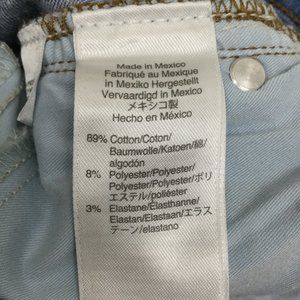 Made in Mexico
Fabriqué au Mexique
in Mexiko Hergestellt
Vervaardigd in Mexico
メキシコ製
Hecho en México
89% Cotton/Coton/
Baumwolle/Katoen/綿/
algodón
8% Polyester/Polyester/
Polyester/Polyester/ポリ
エステル/poliéster
3% Elastane/Élasthanne/
Elastan/Elastaan/エラス
テーン/elastano